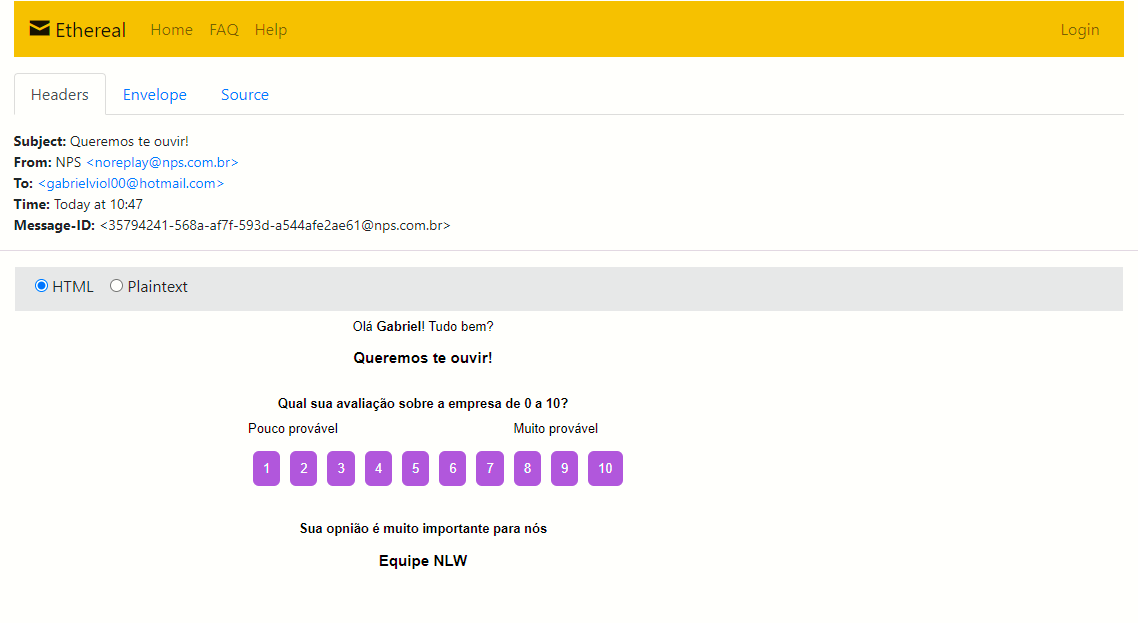 Ethereal Home FAQ Help Login
Headers Envelope Source
Subject: Queremos te ouvir!
From: NPS <noreplay@nps.com.br>
To: <gabrielviol00@hotmail.com>
Time: Today at 10:47
Message-ID: <35794241-568a-af7f-593d-a544afe2ae61@nps.com.br>
HTML Plaintext
Olá Gabriel! Tudo bem?
Queremos te ouvir!
Qual sua avaliação sobre a empresa de 0 a 10?
Pouco provável Muito provável
1 2 3 4 5 6 7 8 9 10
Sua opnião é muito importante para nós
Equipe NLW